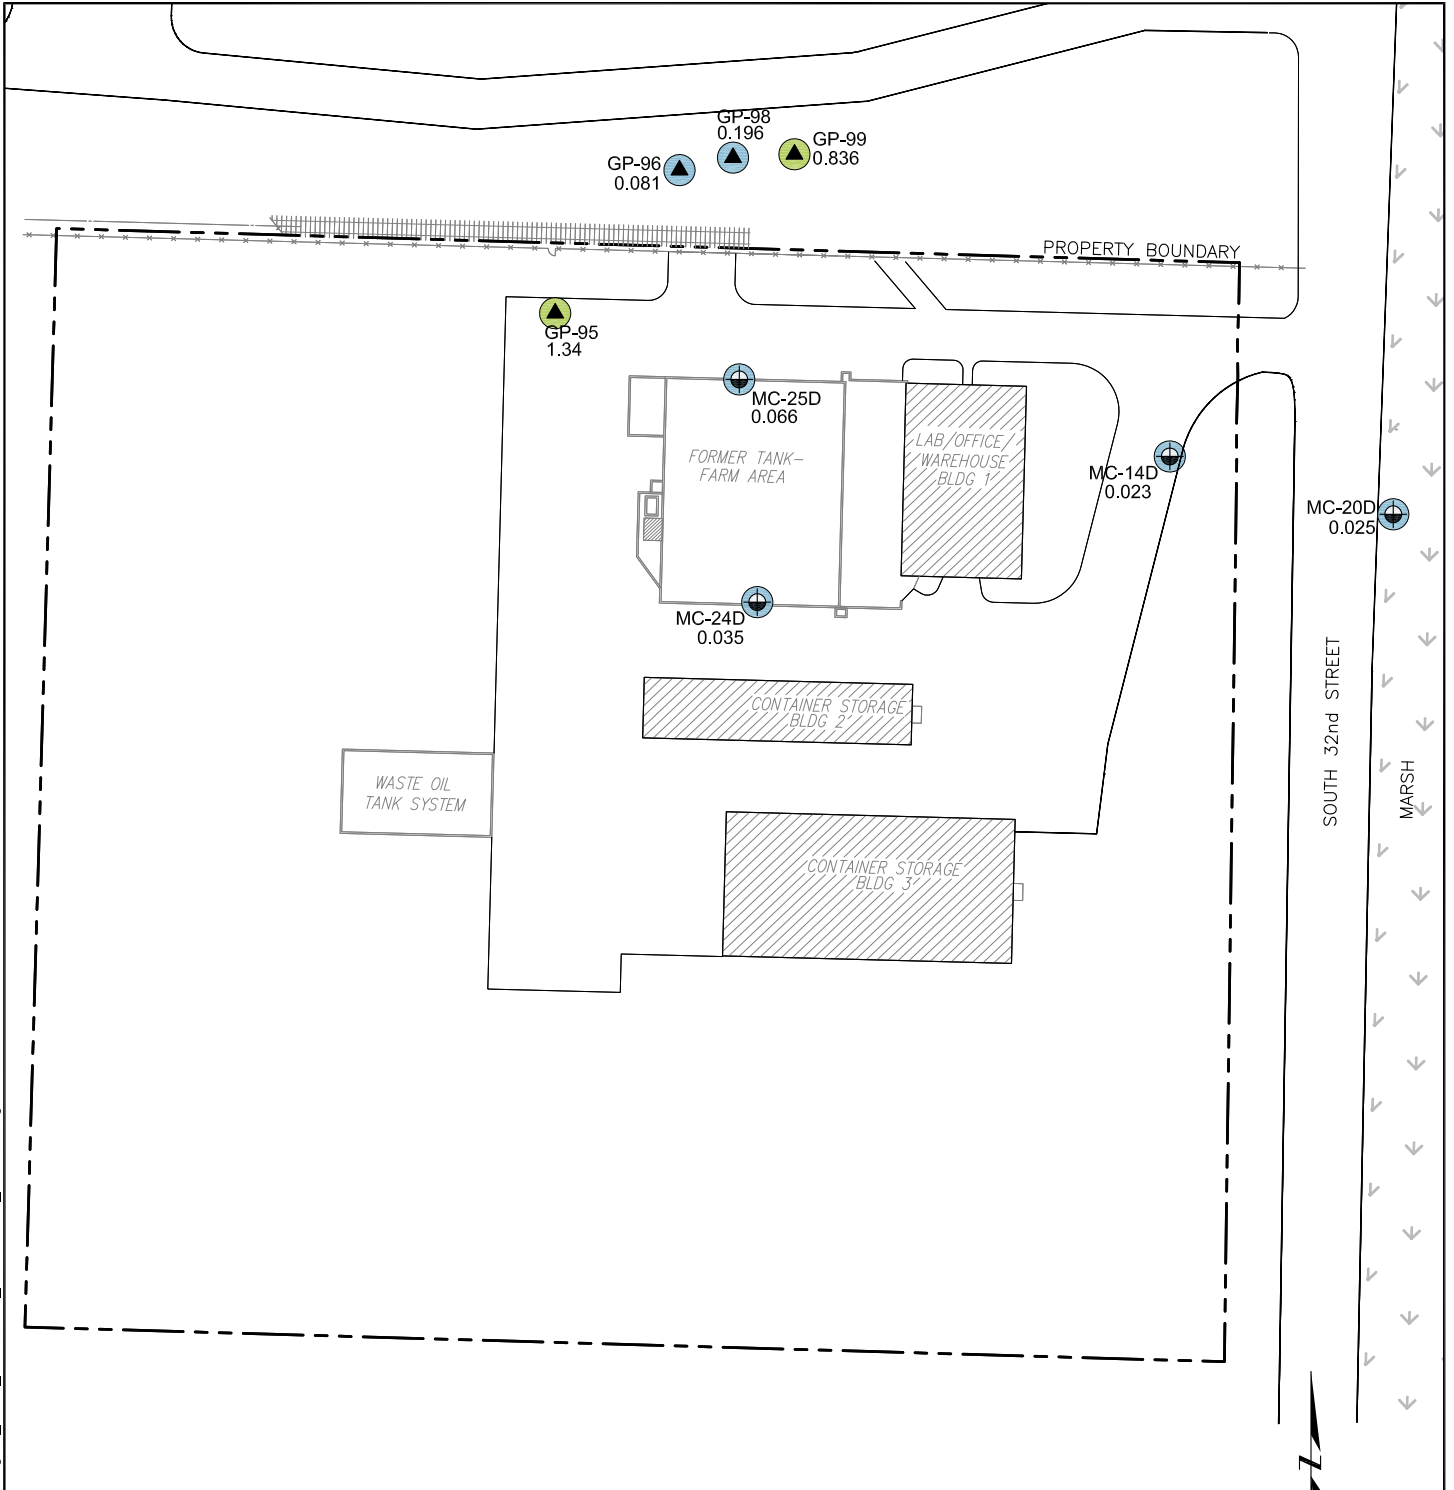 GP-98
0.196
GP-99
0.836
GP-96
0.081
PROPERTY BOUNDARY
GP-95
1.34
MC-25D
0.066
LAB/OFFICE/
WAREHOUSE
BLDG 1
FORMER TANK-
FARM AREA
MC-14D
0.023
MC-20D
0.025
MC-24D
0.035
SOUTH 32nd STREET
MARSH
CONTAINER STORAGE
BLDG 2
WASTE OIL
TANK SYSTEM
CONTAINER STORAGE
BLDG 3
N